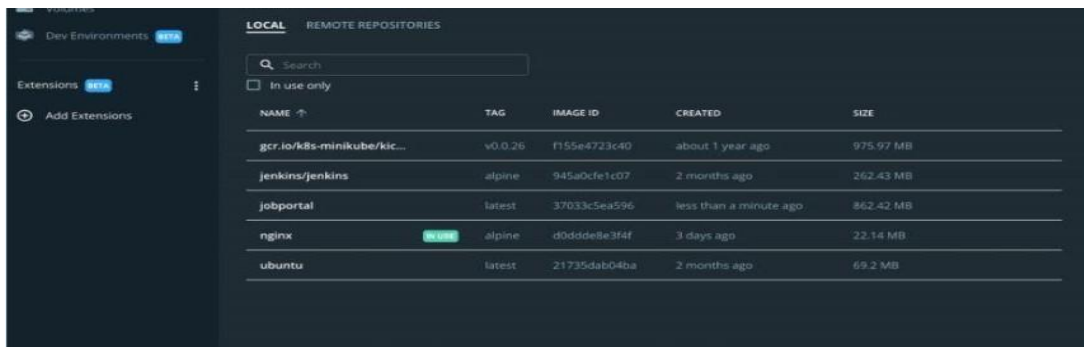 Volumes
Dev Environments BETA
Extensions BETA
Add Extensions
LOCAL REMOTE REPOSITORIES
Search
In use only
NAME TAG IMAGE ID CREATED SIZE
gcr.io/k8s-minikube/kic... v0.0.26 f155e4723c40 about 1 year ago 975.97 MB
jenkins/jenkins alpine 945a0cfe1c07 2 months ago 262.43 MB
jobportal latest 37033c5ea596 less than a minute ago 862.42 MB
nginx IN USE alpine d0ddde8e3f4f 3 days ago 22.14 MB
ubuntu latest 21735dab04ba 2 months ago 69.2 MB